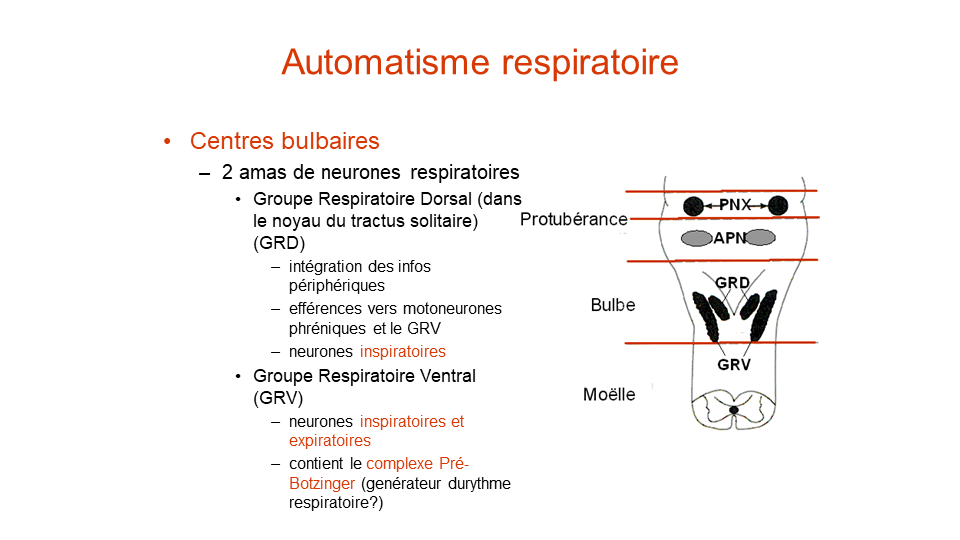 Automatisme respiratoire
• Centres bulbaires
– 2 amas de neurones respiratoires
• Groupe Respiratoire Dorsal (dans
le noyau du tractus solitaire)
(GRD)
– intégration des infos
périphériques
– efférences vers motoneurones
phréniques et le GRV
– neurones inspiratoires
• Groupe Respiratoire Ventral
(GRV)
– neurones inspiratoires et
expiratoires
– contient le complexe Pré-
Botzinger (genérateur durythme
respiratoire?)
PNX
Protubérance
APN
GRD
Bulbe
GRV
Moëlle